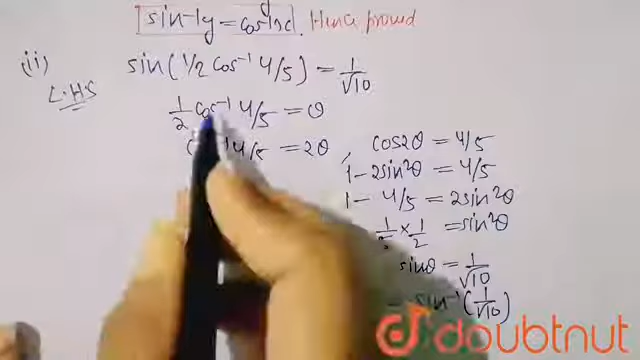 sin-1y = cos-1x. Hence proved
(ii) sin(1/2 cos⁻¹ 4/5) = 1/√10
L.H.S
1/2 cos⁻¹ 4/5 = θ
4/5 = 2θ, cos2θ = 4/5
1 - 2sin²θ = 4/5
1 - 4/5 = 2sin²θ
1/5 × 1/2 = sin²θ
sinθ = 1/√10
= sin⁻¹(1/√10)
doubtnut